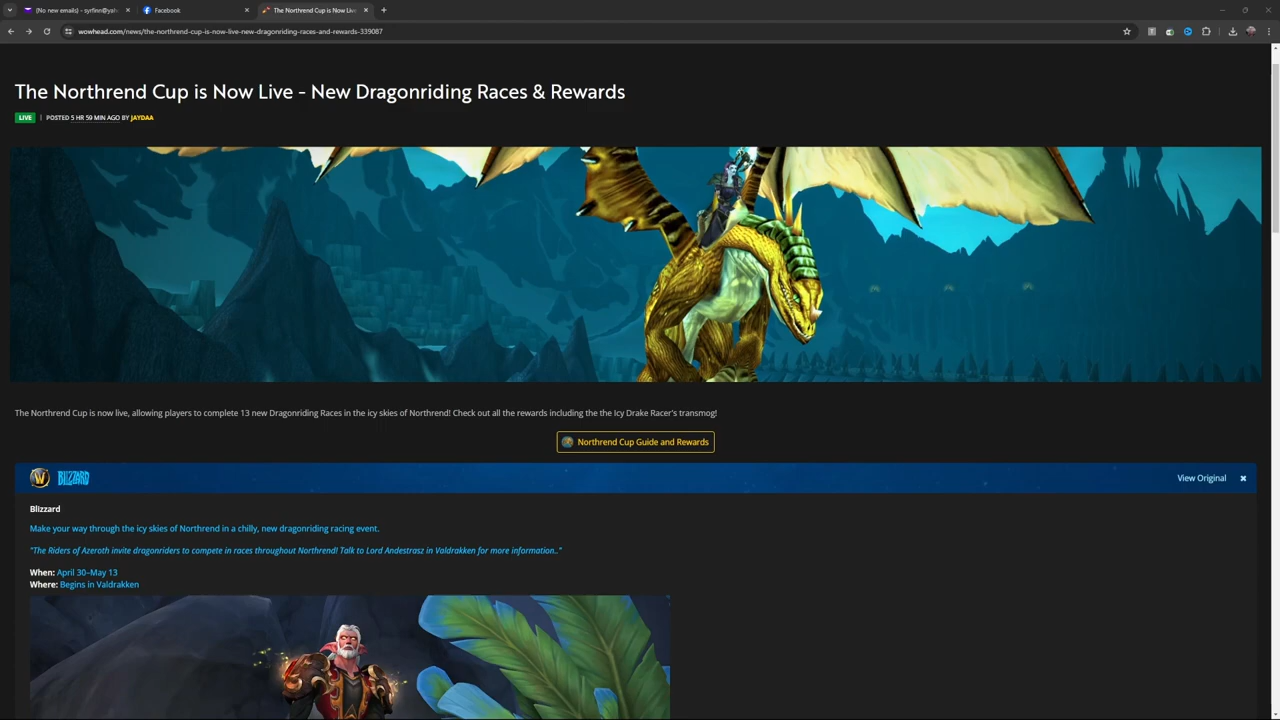 (No new emails) - syrfinn@yah
Facebook
The Northrend Cup is Now Live
wowhead.com/news/the-northrend-cup-is-now-live-new-dragonriding-races-and-rewards-339087
The Northrend Cup is Now Live - New Dragonriding Races & Rewards
LIVE | POSTED 5 HR 59 MIN AGO BY JAYDAA
The Northrend Cup is now live, allowing players to complete 13 new Dragonriding Races in the icy skies of Northrend! Check out all the rewards including the the Icy Drake Racer's transmog!
Northrend Cup Guide and Rewards
BLIZZARD View Original
Blizzard
Make your way through the icy skies of Northrend in a chilly, new dragonriding racing event.
"The Riders of Azeroth invite dragonriders to compete in races throughout Northrend! Talk to Lord Andestrasz in Valdrakken for more information.."
When: April 30–May 13
Where: Begins in Valdrakken